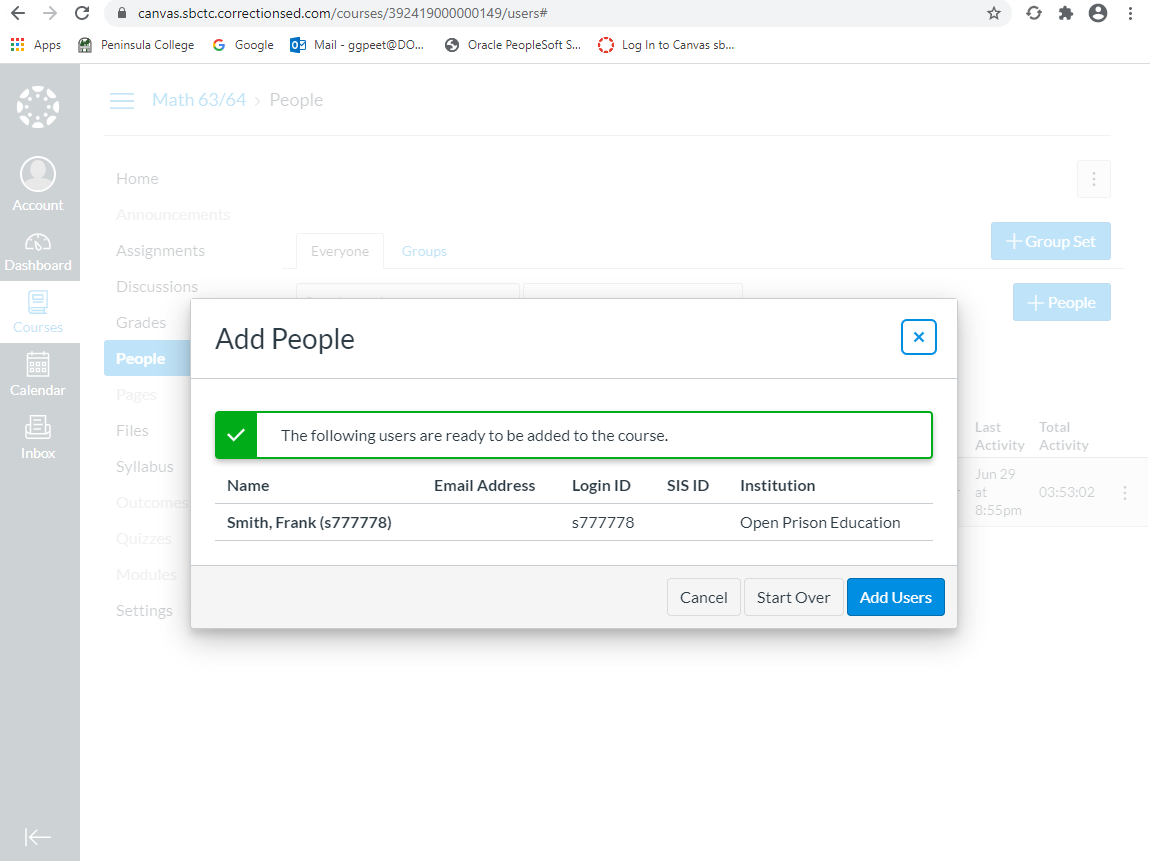 canvas.sbctc.correctionsed.com/courses/392419000000149/users#
Apps Peninsula College Google Mail - ggpeet@DO... Oracle PeopleSoft S... Log In to Canvas sb...
Math 63/64 › People
Account
Dashboard
Courses
Calendar
Inbox
Home
Announcements
Assignments
Discussions
Grades
People
Pages
Files
Syllabus
Outcomes
Quizzes
Modules
Settings
Everyone Groups
+ Group Set
+ People
Last Activity
Total Activity
Jun 29 at 8:55pm
03:53:02
Add People
The following users are ready to be added to the course.
Name Email Address Login ID SIS ID Institution
Smith, Frank (s777778) s777778 Open Prison Education
Cancel Start Over Add Users